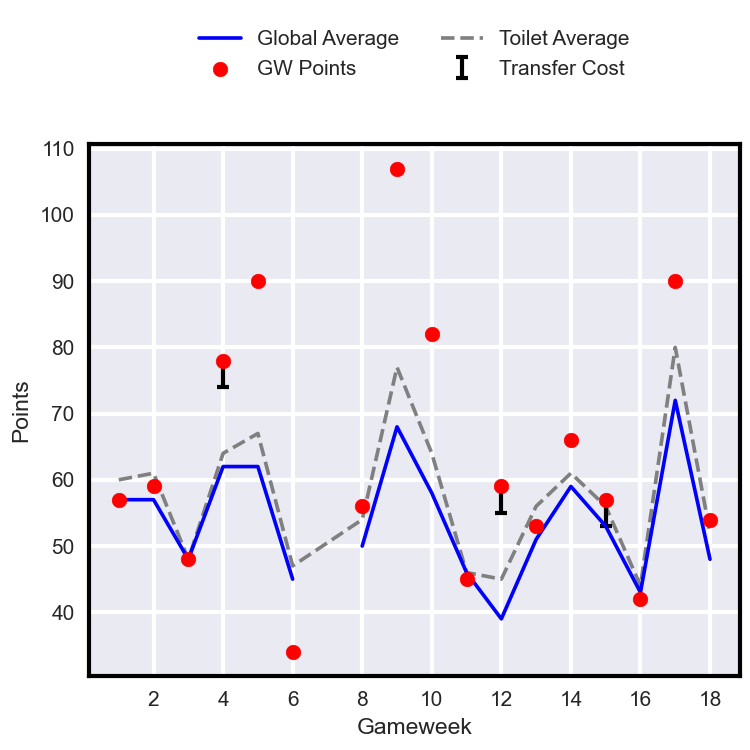 Global Average
Toilet Average
GW Points
Transfer Cost
110
100
90
80
70
60
50
40
Points
2 4 6 8 10 12 14 16 18
Gameweek